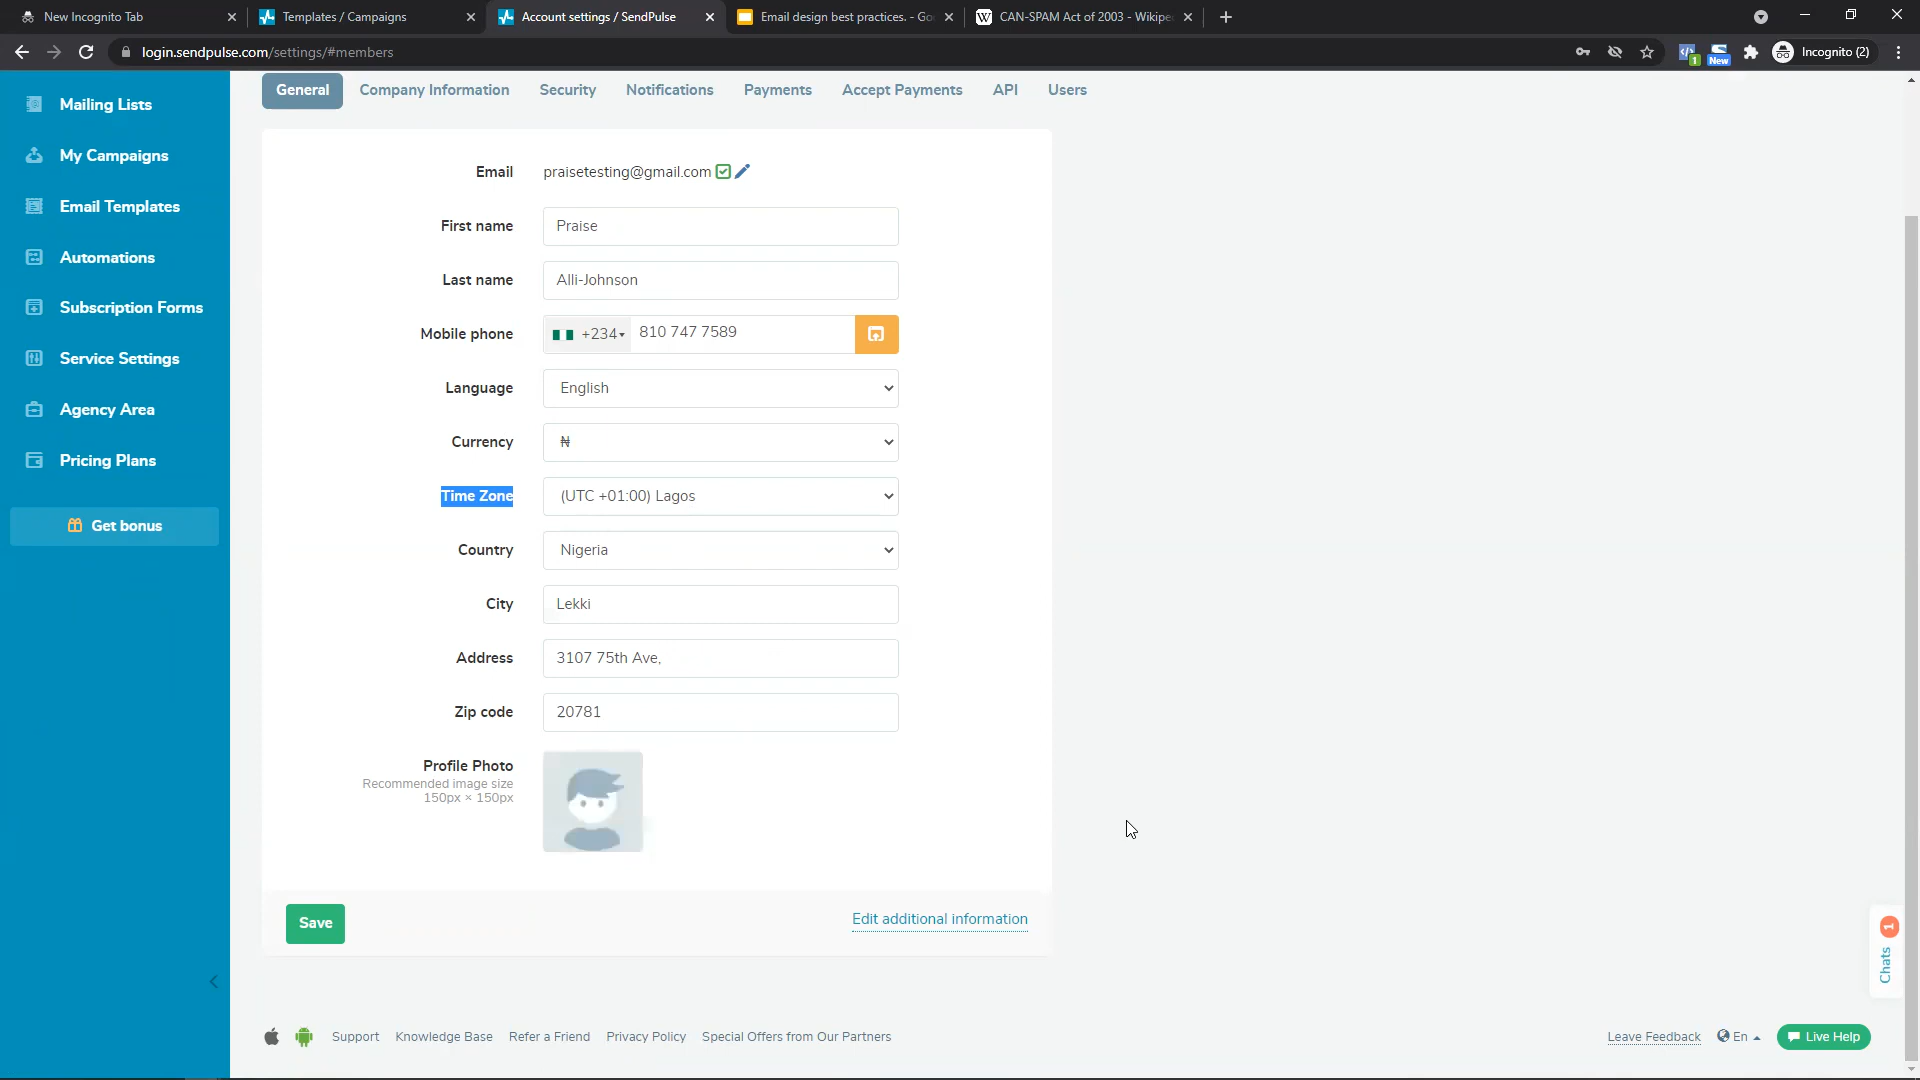 New Incognito Tab
Templates / Campaigns
Account settings / SendPulse
Email design best practices. - Go
CAN-SPAM Act of 2003 - Wikipe
login.sendpulse.com/settings/#members
1
New
Incognito (2)
Mailing Lists
My Campaigns
Email Templates
Automations
Subscription Forms
Service Settings
Agency Area
Pricing Plans
Get bonus
General
Company Information
Security
Notifications
Payments
Accept Payments
API
Users
Email
praisetesting@gmail.com
First name
Praise
Last name
Alli-Johnson
Mobile phone
+234
810 747 7589
Language
English
Currency
₦
Time Zone
(UTC +01:00) Lagos
Country
Nigeria
City
Lekki
Address
3107 75th Ave,
Zip code
20781
Profile Photo
Recommended image size
150px × 150px
Save
Edit additional information
Chats
1
Support
Knowledge Base
Refer a Friend
Privacy Policy
Special Offers from Our Partners
Leave Feedback
En
Live Help